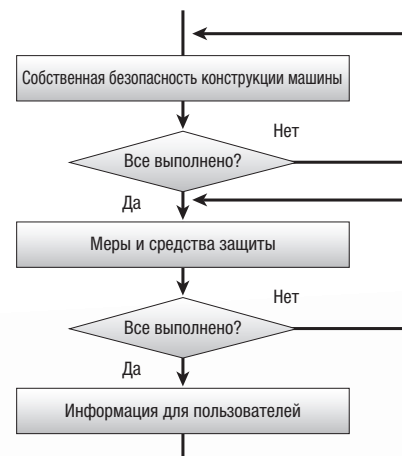 Собственная безопасность конструкции машины
Нет
Все выполнено?
Да
Меры и средства защиты
Нет
Все выполнено?
Да
Информация для пользователей